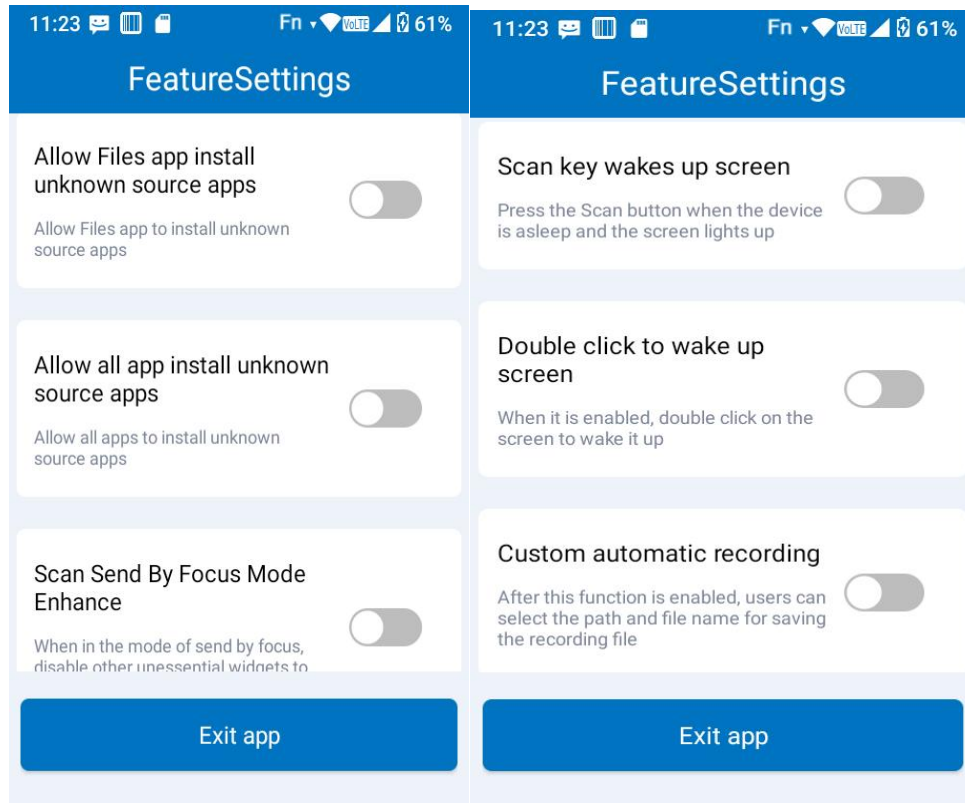 11:23 Fn VoLTE 61%
FeatureSettings
Allow Files app install
unknown source apps
Allow Files app to install unknown
source apps
Allow all app install unknown
source apps
Allow all apps to install unknown
source apps
Scan Send By Focus Mode
Enhance
When in the mode of send by focus,
disable other unessential widgets to
Exit app
11:23 Fn VoLTE 61%
FeatureSettings
Scan key wakes up screen
Press the Scan button when the device
is asleep and the screen lights up
Double click to wake up
screen
When it is enabled, double click on the
screen to wake it up
Custom automatic recording
After this function is enabled, users can
select the path and file name for saving
the recording file
Exit app